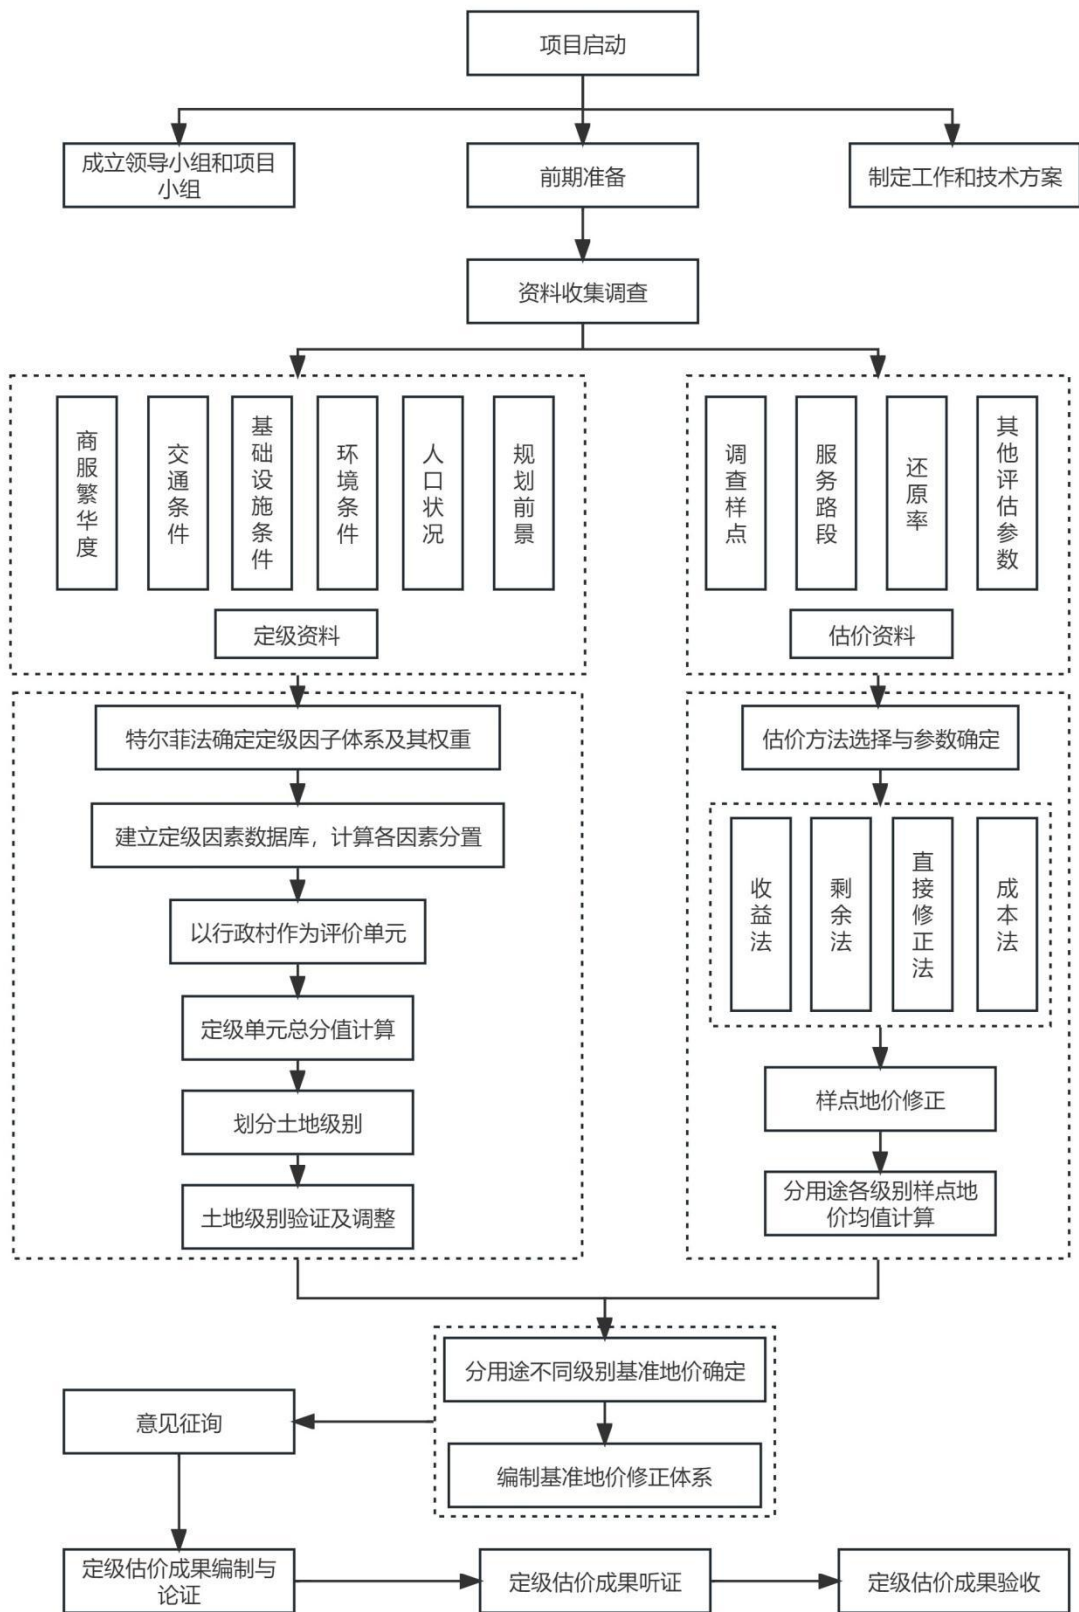 项目启动
成立领导小组和项目
小组
前期准备
制定工作和技术方案
资料收集调查
商服繁华度
交通条件
基础设施条件
环境条件
人口状况
规划前景
定级资料
调查样点
服务路段
还原率
其他评估参数
估价资料
特尔菲法确定定级因子体系及其权重
建立定级因素数据库，计算各因素分置
以行政村作为评价单元
定级单元总分值计算
划分土地级别
土地级别验证及调整
估价方法选择与参数确定
收益法
剩余法
直接修正法
成本法
样点地价修正
分用途各级别样点地
价均值计算
分用途不同级别基准地价确定
编制基准地价修正体系
意见征询
定级估价成果编制与
论证
定级估价成果听证
定级估价成果验收